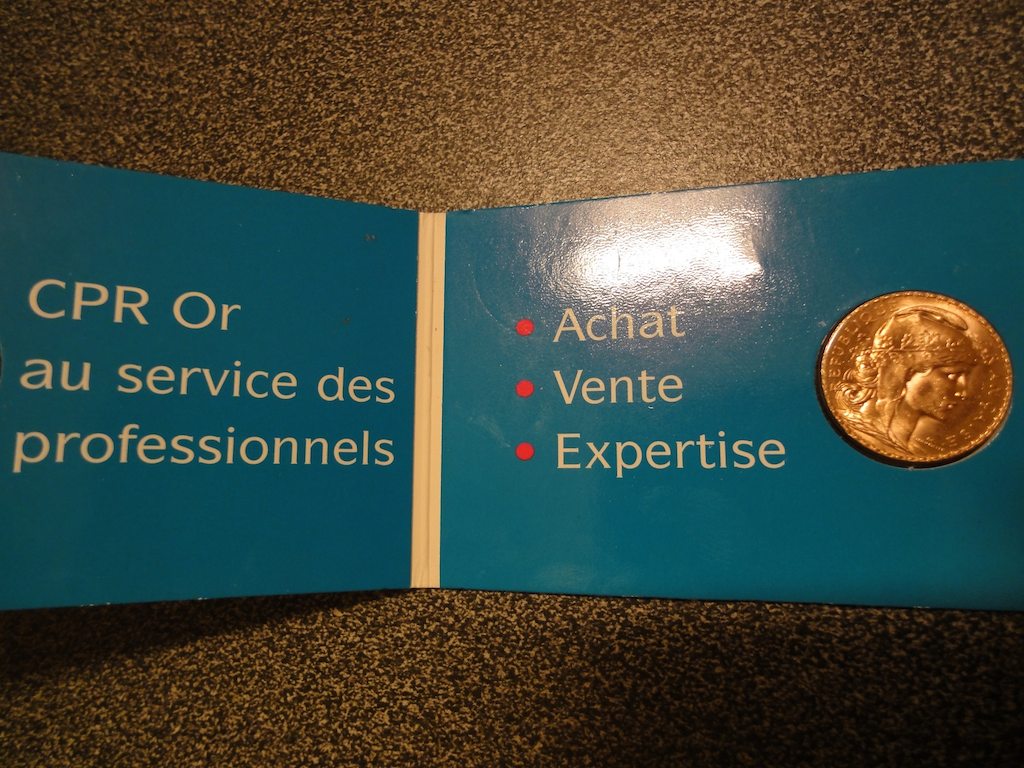 CPR Or
au service des
professionnels
Achat
Vente
Expertise